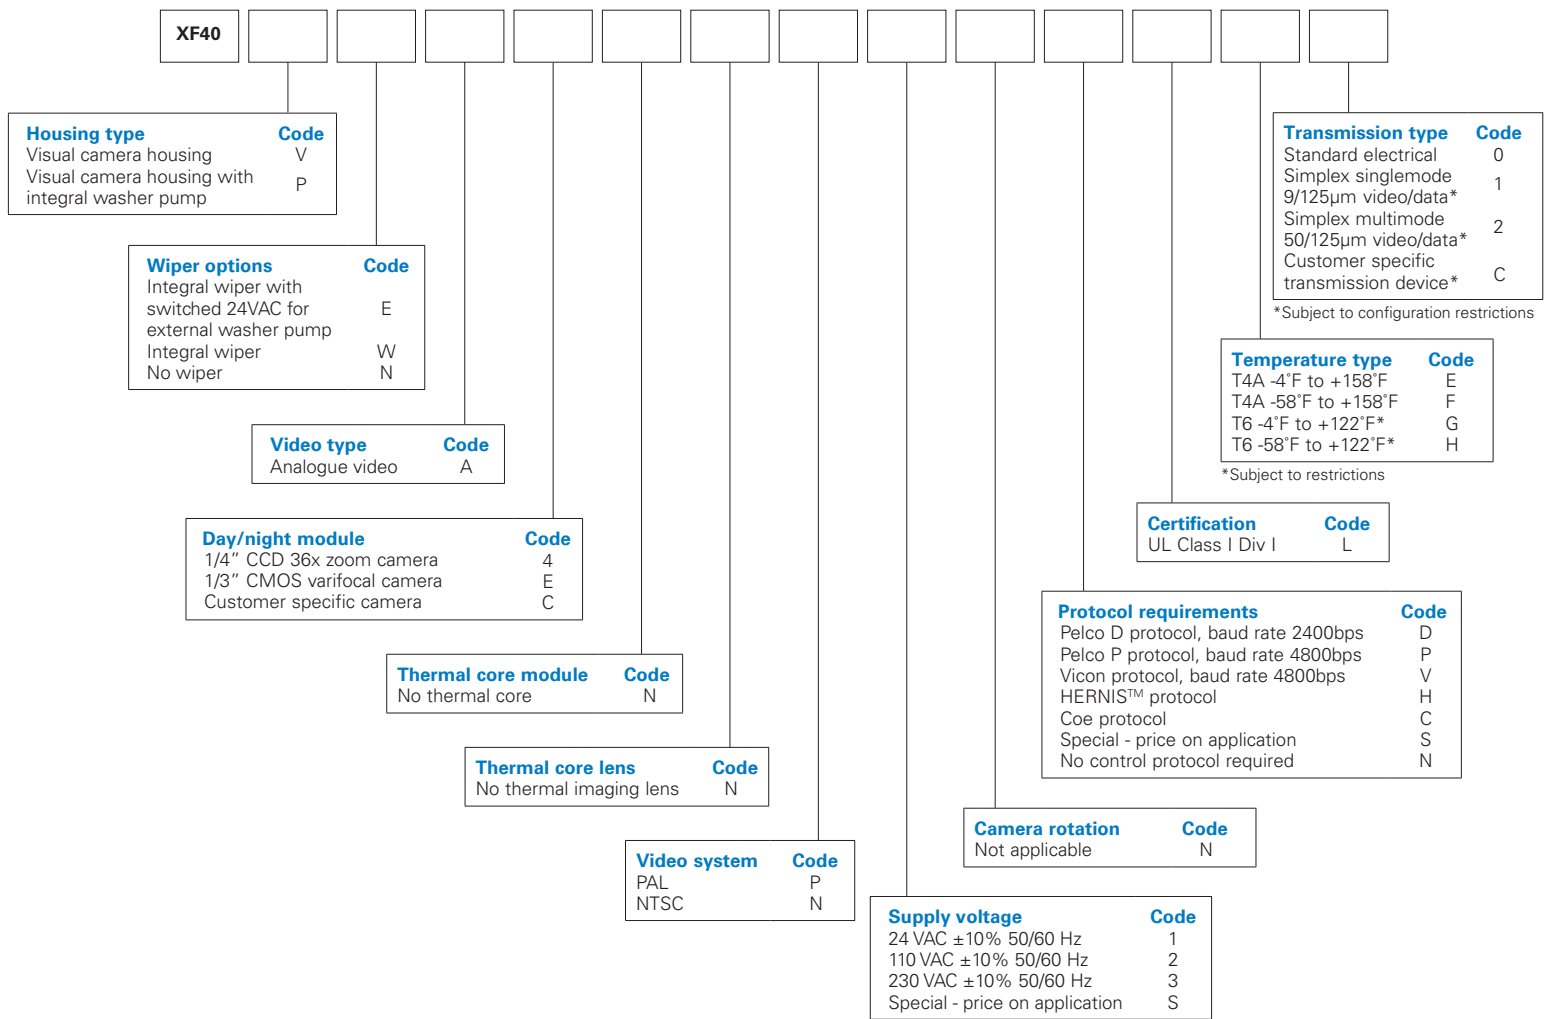 XF40
Housing type Code
Visual camera housing V
Visual camera housing with
integral washer pump P
Wiper options Code
Integral wiper with
switched 24VAC for
external washer pump E
Integral wiper W
No wiper N
Video type Code
Analogue video A
Day/night module Code
1/4” CCD 36x zoom camera 4
1/3” CMOS varifocal camera E
Customer specific camera C
Thermal core module Code
No thermal core N
Thermal core lens Code
No thermal imaging lens N
Video system Code
PAL P
NTSC N
Supply voltage Code
24 VAC ±10% 50/60 Hz 1
110 VAC ±10% 50/60 Hz 2
230 VAC ±10% 50/60 Hz 3
Special - price on application S
Camera rotation Code
Not applicable N
Protocol requirements Code
Pelco D protocol, baud rate 2400bps D
Pelco P protocol, baud rate 4800bps P
Vicon protocol, baud rate 4800bps V
HERNIS™ protocol H
Coe protocol C
Special - price on application S
No control protocol required N
Certification Code
UL Class I Div I L
Temperature type Code
T4A -4˚F to +158˚F E
T4A -58˚F to +158˚F F
T6 -4˚F to +122˚F* G
T6 -58˚F to +122˚F* H
*Subject to restrictions
Transmission type Code
Standard electrical 0
Simplex singlemode
9/125µm video/data* 1
Simplex multimode
50/125µm video/data* 2
Customer specific
transmission device* C
*Subject to configuration restrictions